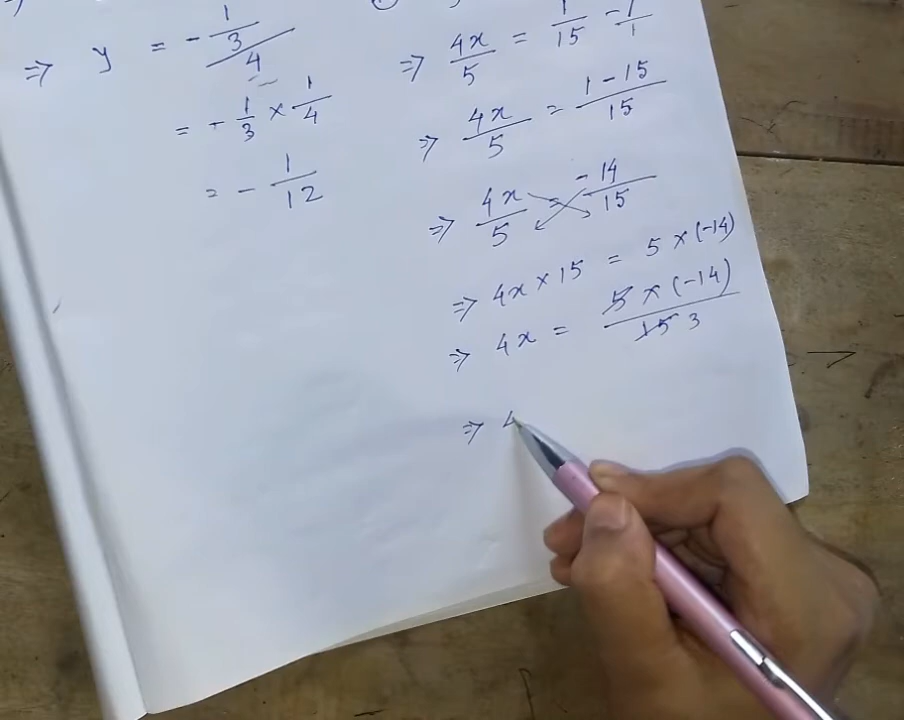 ⇒ y = - 1/3/4
= - 1/3 × 1/4
= - 1/12
⇒ 4x/5 = 1/15 - 1/1
⇒ 4x/5 = 1-15/15
⇒ 4x/5 = -14/15
⇒ 4x × 15 = 5 × (-14)
⇒ 4x = 5 × (-14)/15 3
⇒ 4